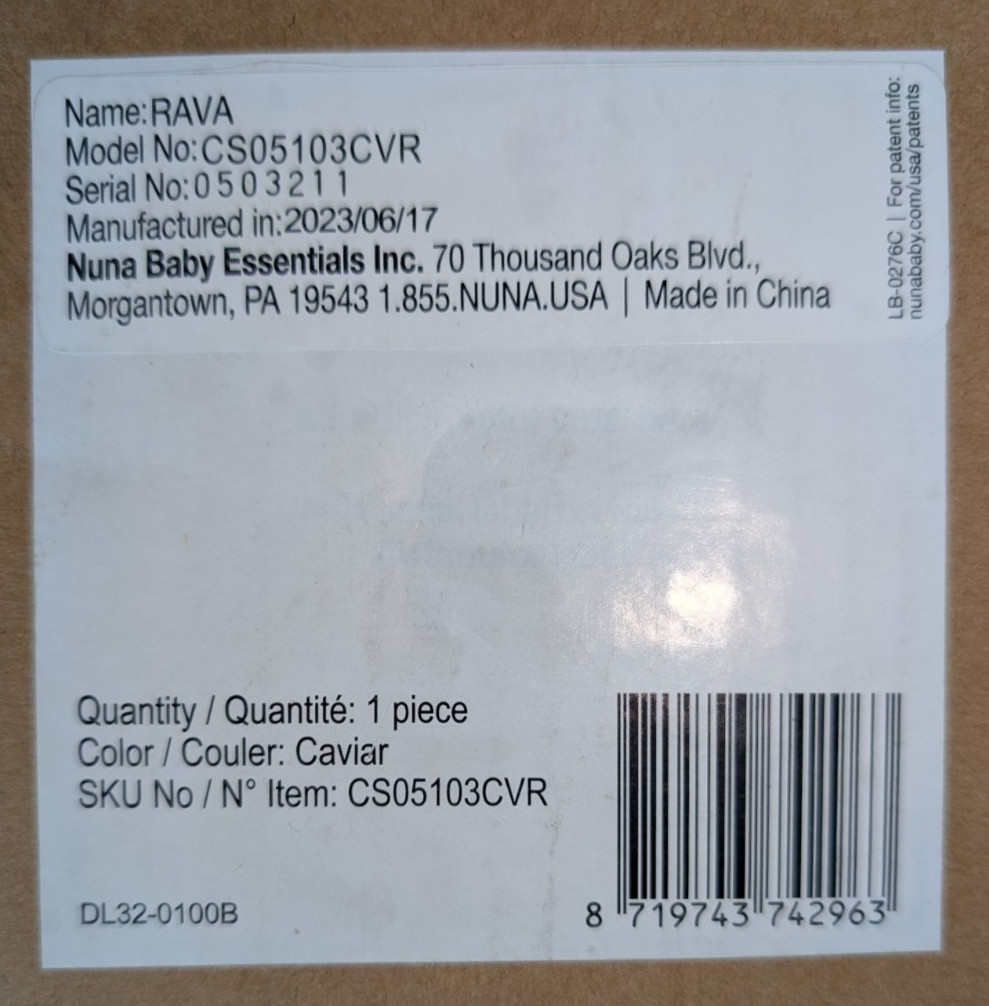 Name:RAVA
Model No:CS05103CVR
Serial No:0503211
Manufactured in:2023/06/17
Nuna Baby Essentials Inc. 70 Thousand Oaks Blvd.,
Morgantown, PA 19543 1.855.NUNA.USA | Made in China
LB-0276C | For patent info:
nunababy.com/usa/patents
Quantity / Quantité: 1 piece
Color / Couler: Caviar
SKU No / N° Item: CS05103CVR
DL32-0100B
8 719743 742963